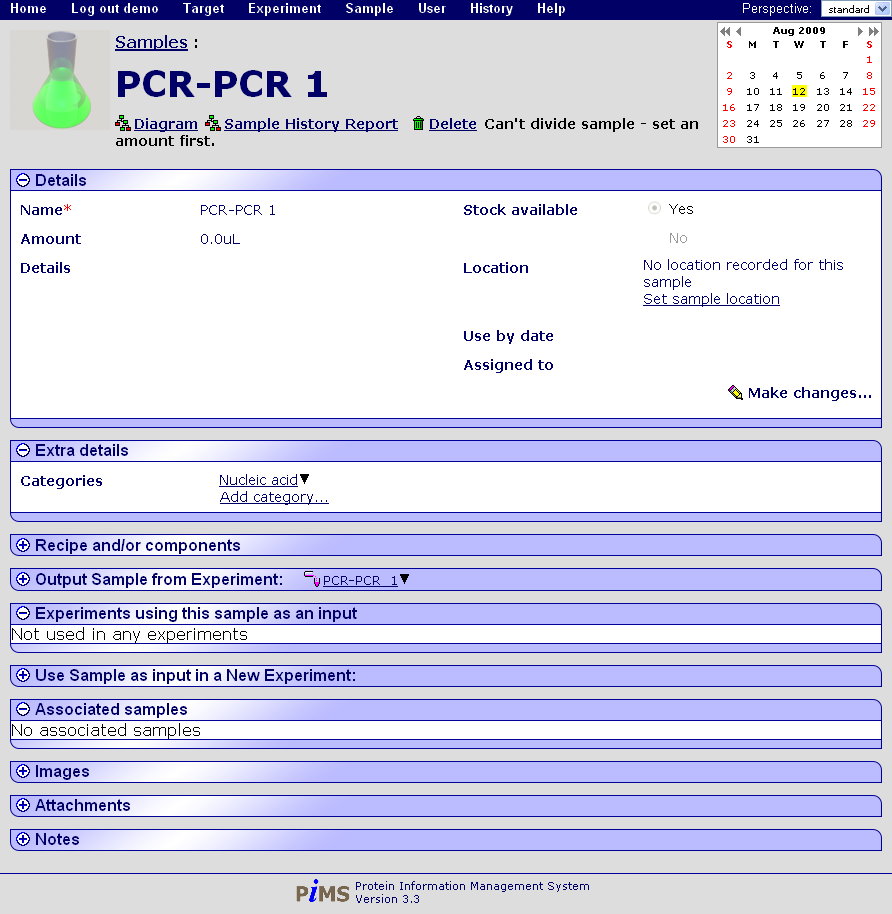 Home Log out demo Target Experiment Sample User History Help Perspective: standard
Samples :
PCR-PCR 1
Diagram Sample History Report Delete Can't divide sample - set an
amount first.
Aug 2009
S M T W T F S
1
2 3 4 5 6 7 8
9 10 11 12 13 14 15
16 17 18 19 20 21 22
23 24 25 26 27 28 29
30 31
Details
Name* PCR-PCR 1 Stock available Yes
No
Amount 0.0uL
Details Location No location recorded for this
sample
Set sample location
Use by date
Assigned to
Make changes...
Extra details
Categories Nucleic acid
Add category...
Recipe and/or components
Output Sample from Experiment: PCR-PCR 1
Experiments using this sample as an input
Not used in any experiments
Use Sample as input in a New Experiment:
Associated samples
No associated samples
Images
Attachments
Notes
PiMS Protein Information Management System
Version 3.3